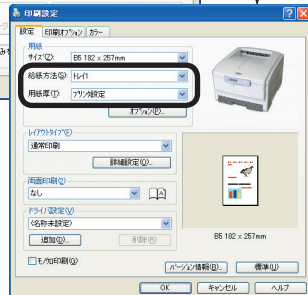 印刷設定
設定 印刷オプション カラー
用紙
サイズ(Z): B5 182 x 257mm
給紙方法(S): トレイ1
用紙厚(T): プリンタ設定
オプション(P)...
レイアウトタイプ(E)
通常印刷
詳細設定(O)...
両面印刷(2)
なし
ドライバ設定(V)
<名称未設定>
追加(D)... 削除(R)
B5 182 x 257mm
モノクロ印刷(G)
バージョン情報(B)... 標準(U)
OK キャンセル ヘルプ